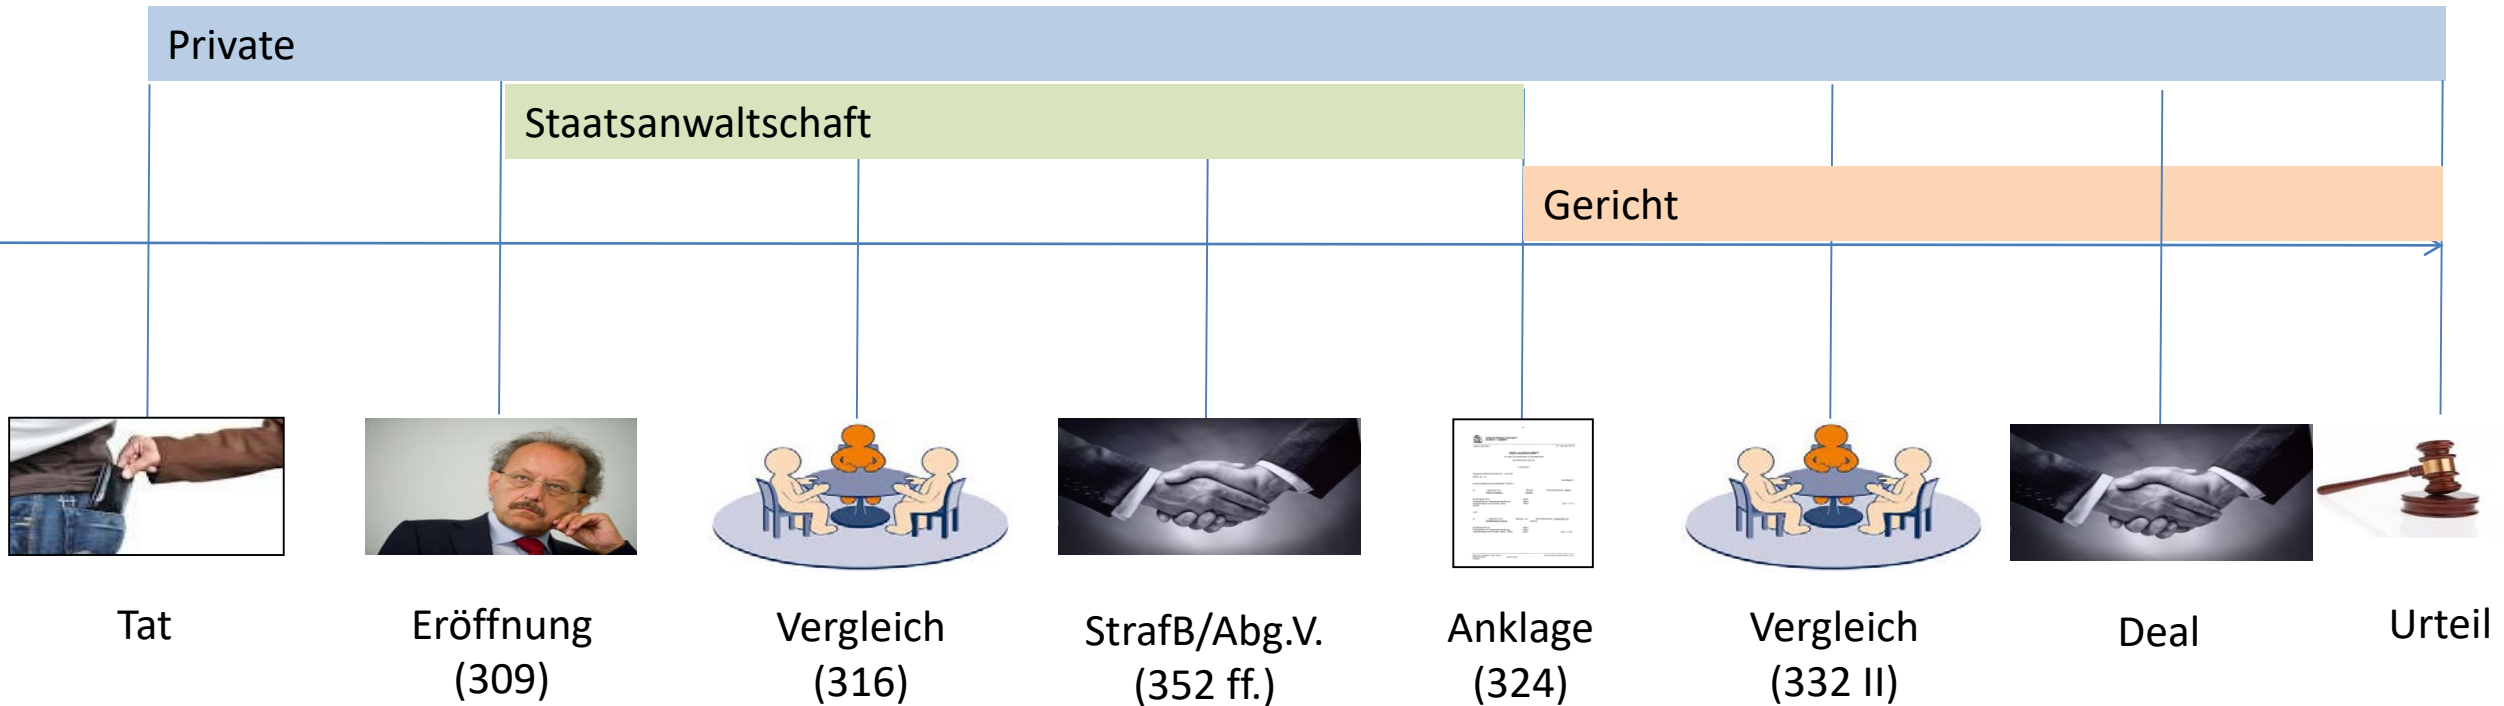 Private
Staatsanwaltschaft
Gericht
Tat
Eröffnung
(309)
Vergleich
(316)
StrafB/Abg.V.
(352 ff.)
Anklage
(324)
Vergleich
(332 II)
Deal
Urteil